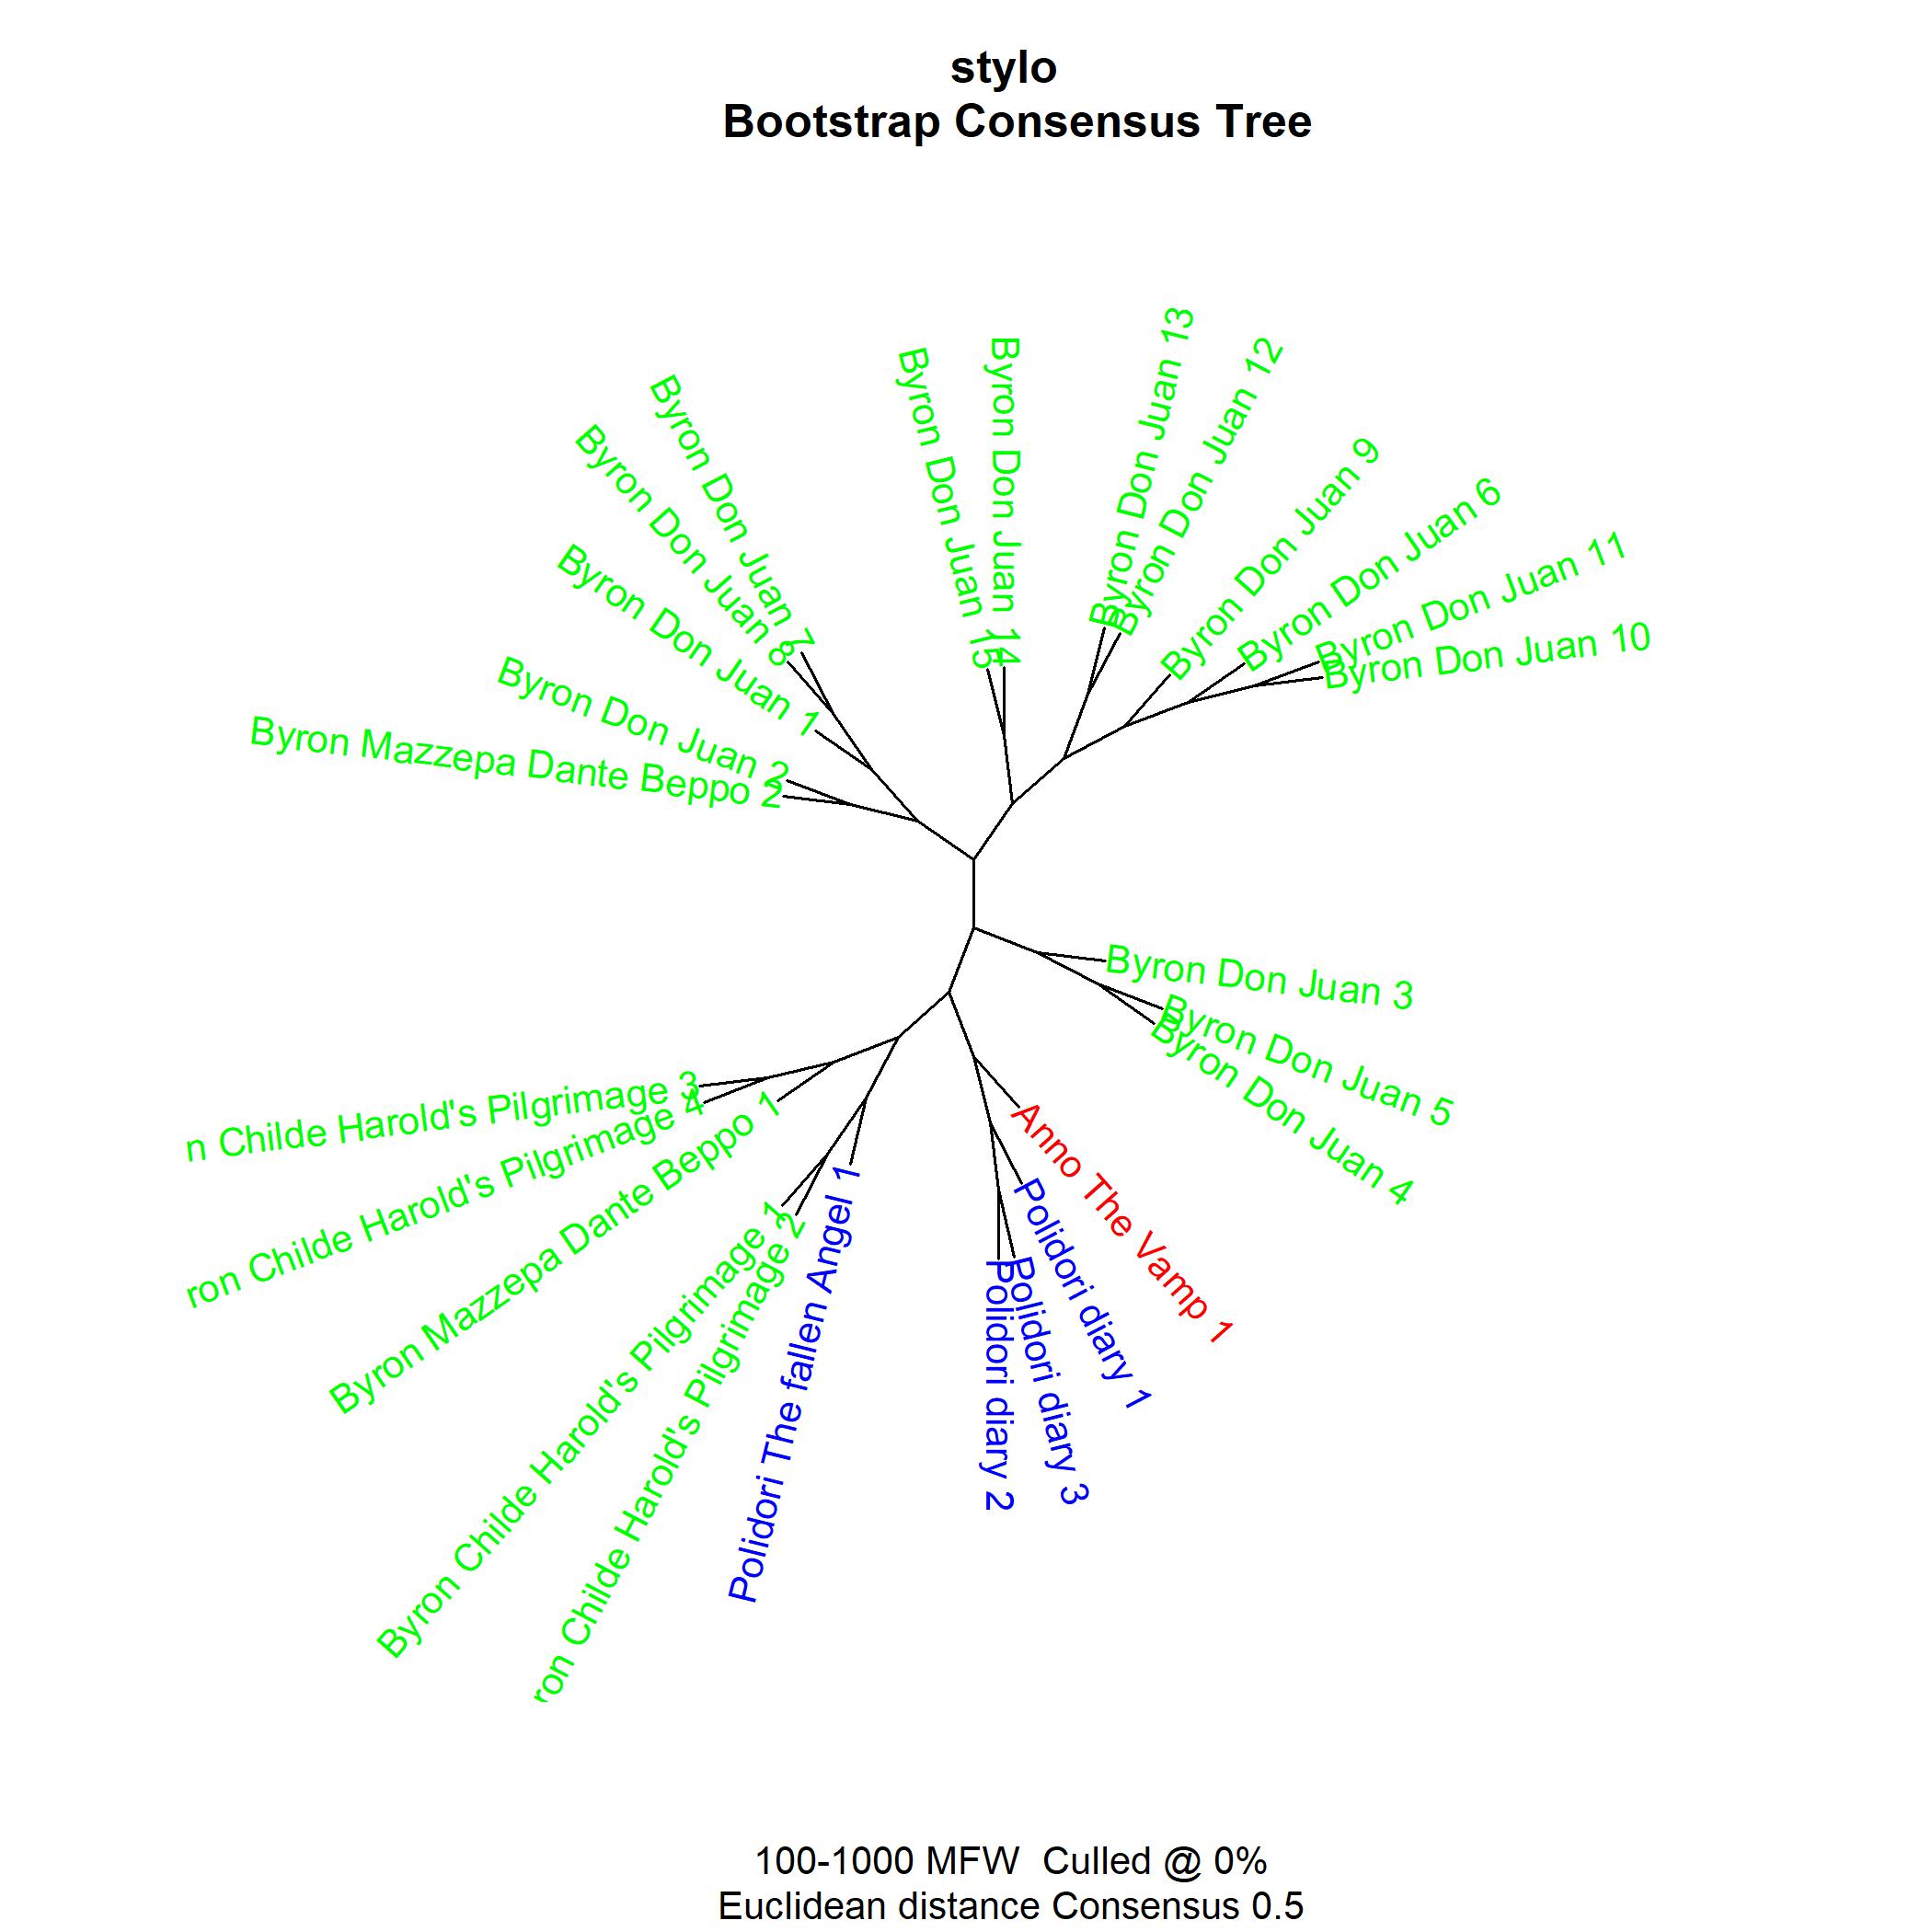 stylo
Bootstrap Consensus Tree
Byron Don Juan 13
Byron Don Juan 12
Byron Don Juan 14
Byron Don Juan 15
Byron Don Juan 7
Byron Don Juan 8
Byron Don Juan 9
Byron Don Juan 6
Byron Don Juan 11
Byron Don Juan 10
Byron Don Juan 1
Byron Don Juan 2
Byron Mazzepa Dante Beppo 2
Byron Don Juan 3
Byron Don Juan 5
Byron Don Juan 4
n Childe Harold's Pilgrimage 3
ron Childe Harold's Pilgrimage 4
Byron Mazzepa Dante Beppo 1
Byron Childe Harold's Pilgrimage 1
ron Childe Harold's Pilgrimage 2
Polidori The fallen Angel 1
Anno The Vamp 1
Polidori diary 1
Polidori diary 3
Polidori diary 2
100-1000 MFW Culled @ 0%
Euclidean distance Consensus 0.5